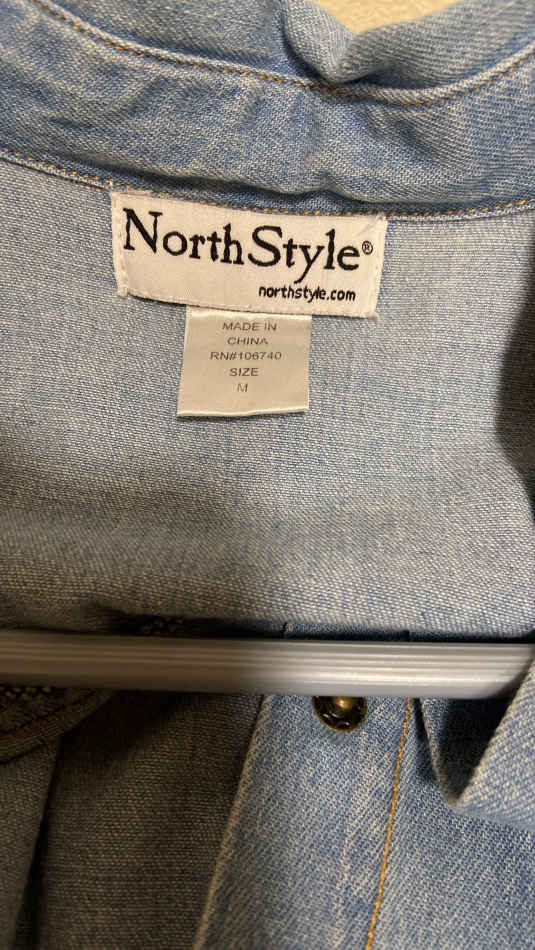 NorthStyle®
northstyle.com
MADE IN
CHINA
RN#106740
SIZE
M